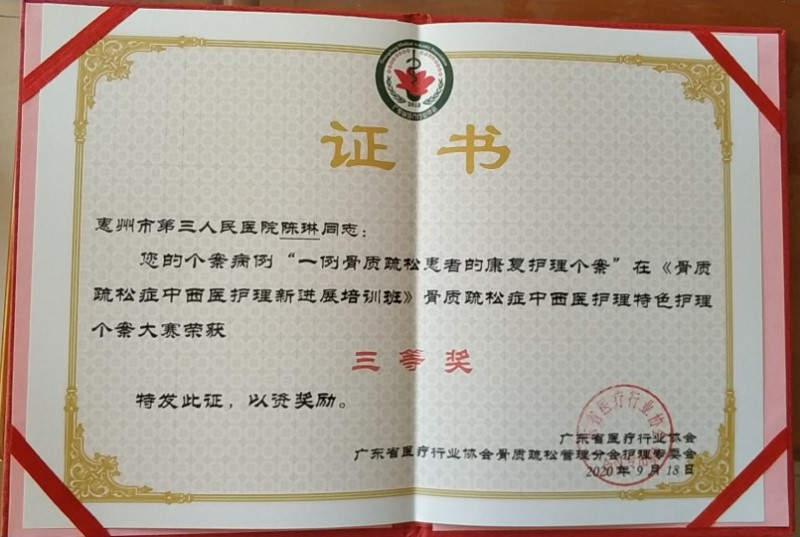 证书
惠州市第三人民医院陈琳同志：
您的个案病例“一例骨质疏松患者的康复护理个案”在《骨质
疏松症中西医护理新进展培训班》骨质疏松症中西医护理特色护理
个案大赛荣获
三等奖
特发此证，以资奖励。
广东省医疗行业协会
广东省医疗行业协会骨质疏松管理分会护理专委会
2020年9月18日